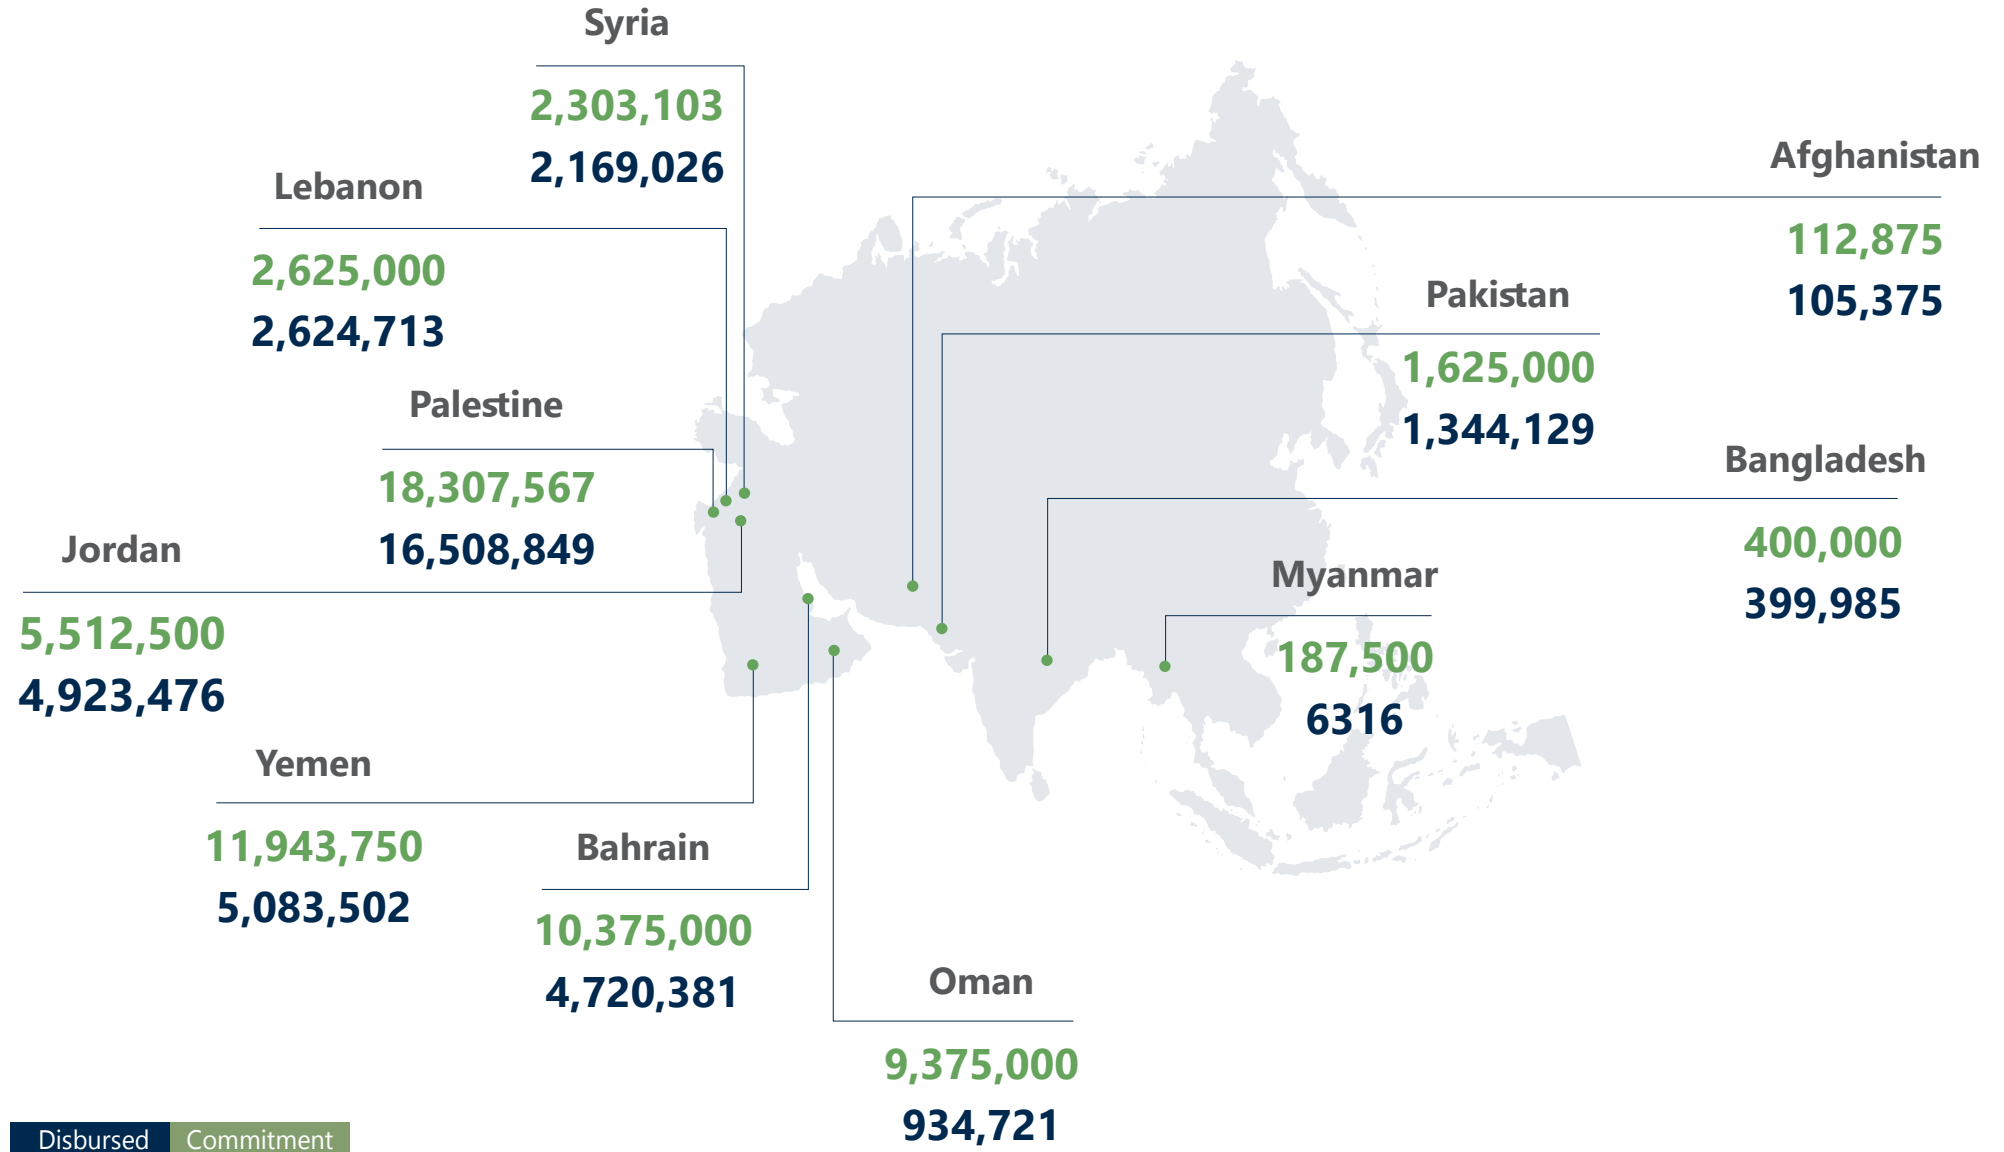 Syria
2,303,103
2,169,026
Lebanon
2,625,000
2,624,713
Palestine
18,307,567
16,508,849
Jordan
5,512,500
4,923,476
Yemen
11,943,750
5,083,502
Bahrain
10,375,000
4,720,381
Oman
9,375,000
934,721
Afghanistan
112,875
105,375
Pakistan
1,625,000
1,344,129
Bangladesh
400,000
399,985
Myanmar
187,500
6316
Disbursed Commitment